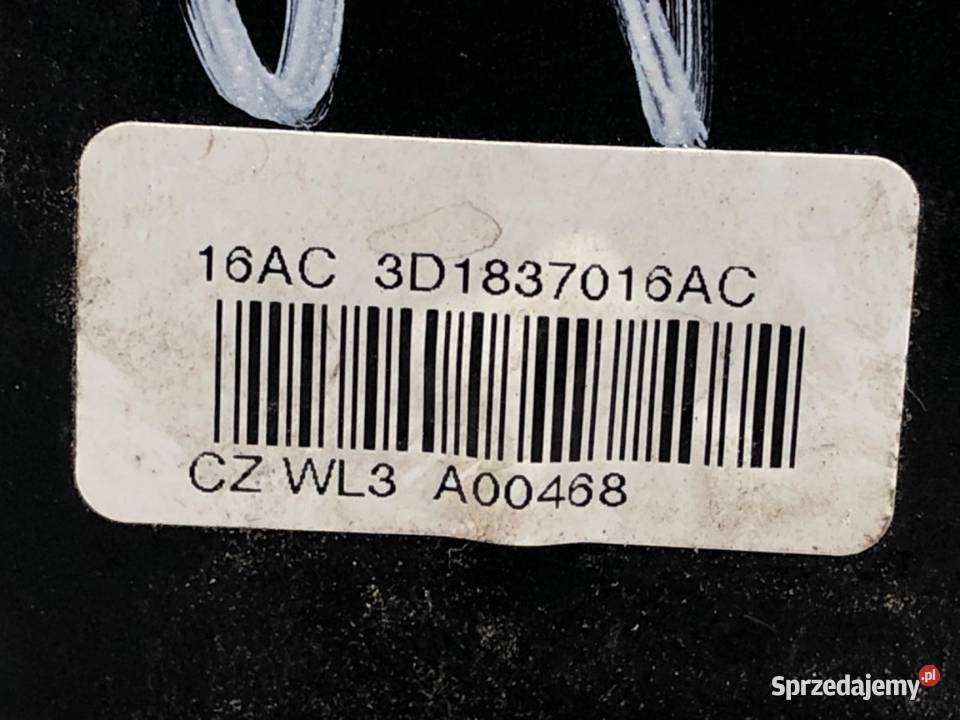 16AC 3D1837016AC
CZ WL3 A00468
Sprzedajemy.pl